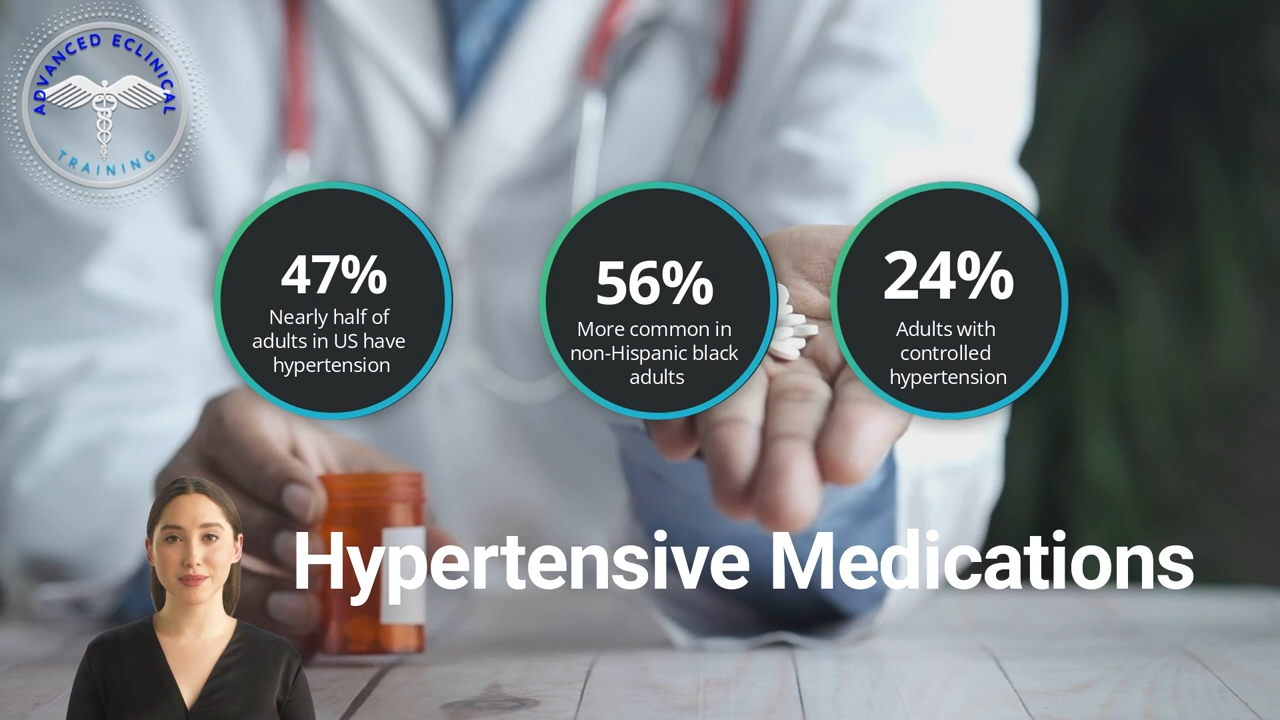 ADVANCED ECLINICAL
TRAINING
47%
Nearly half of
adults in US have
hypertension
56%
More common in
non-Hispanic black
adults
24%
Adults with
controlled
hypertension
Hypertensive Medications